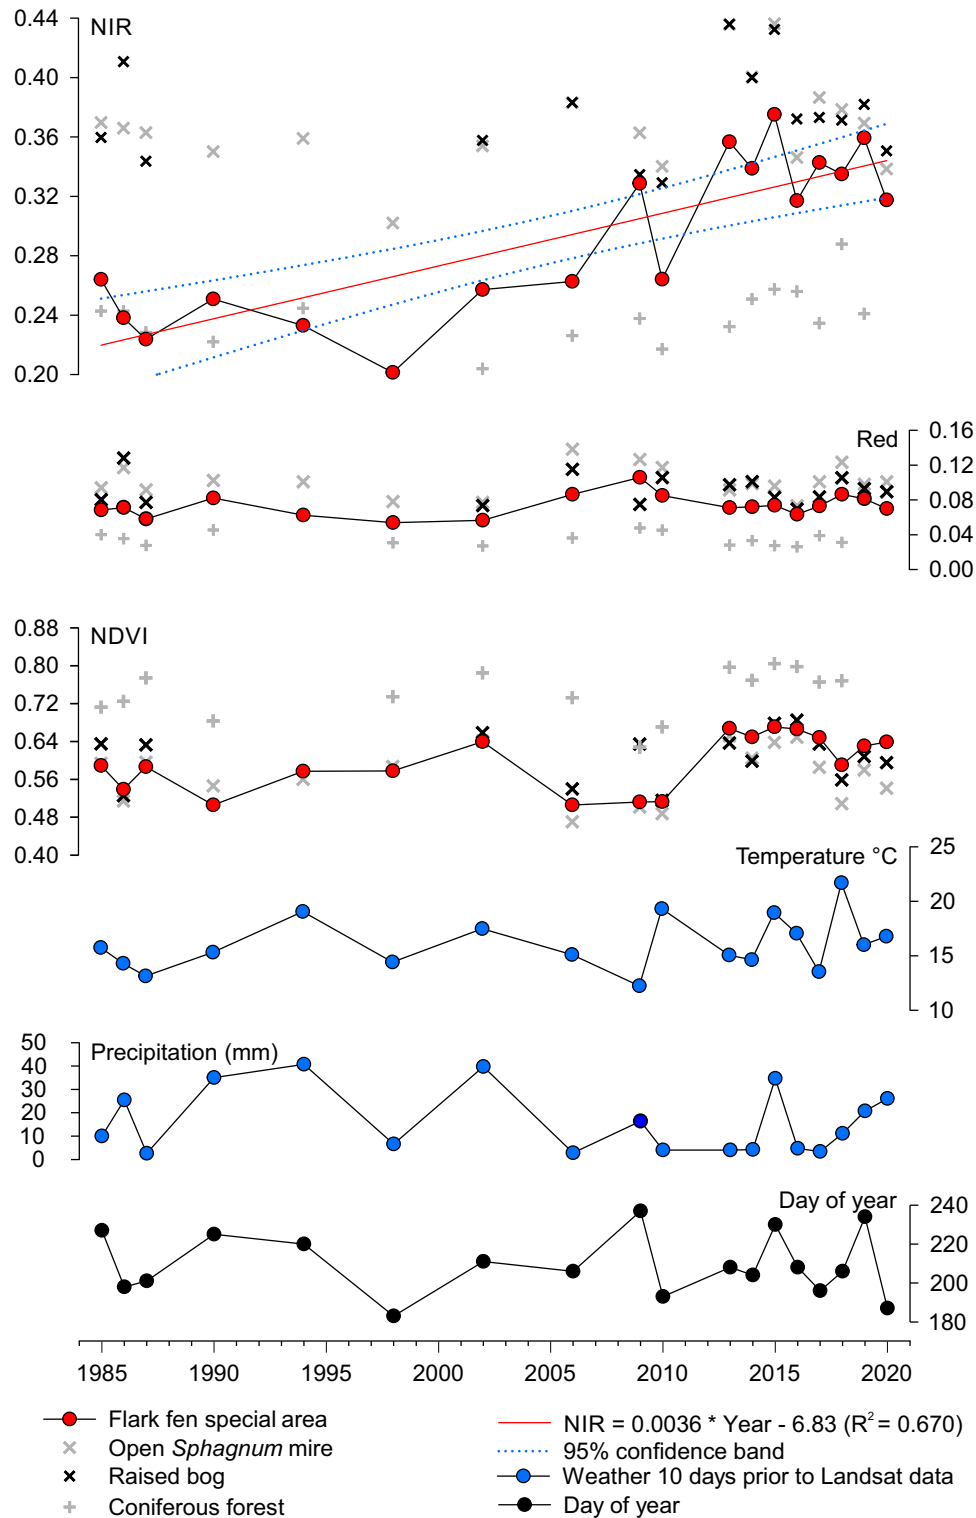 NIR
0.44
0.40
0.36
0.32
0.28
0.24
0.20
Red
0.16
0.12
0.08
0.04
0.00
NDVI
0.88
0.80
0.72
0.64
0.56
0.48
0.40
Temperature °C
25
20
15
10
Precipitation (mm)
50
40
30
20
10
0
Day of year
240
220
200
180
1985 1990 1995 2000 2005 2010 2015 2020
Flark fen special area
Open Sphagnum mire
Raised bog
Coniferous forest
NIR = 0.0036 * Year - 6.83 (R² = 0.670)
95% confidence band
Weather 10 days prior to Landsat data
Day of year